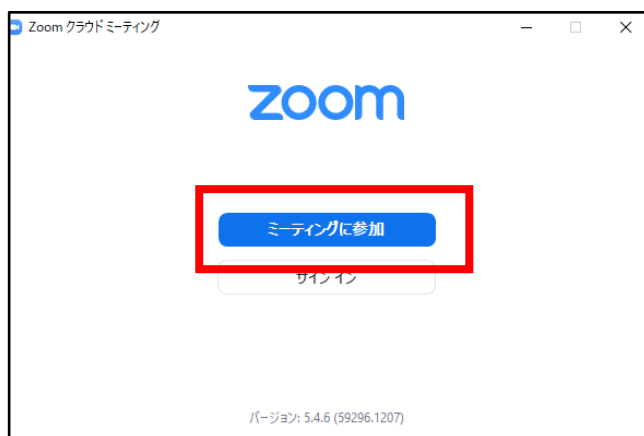 Zoom クラウド ミーティング
zoom
ミーティングに参加
サイン イン
バージョン: 5.4.6 (59296.1207)